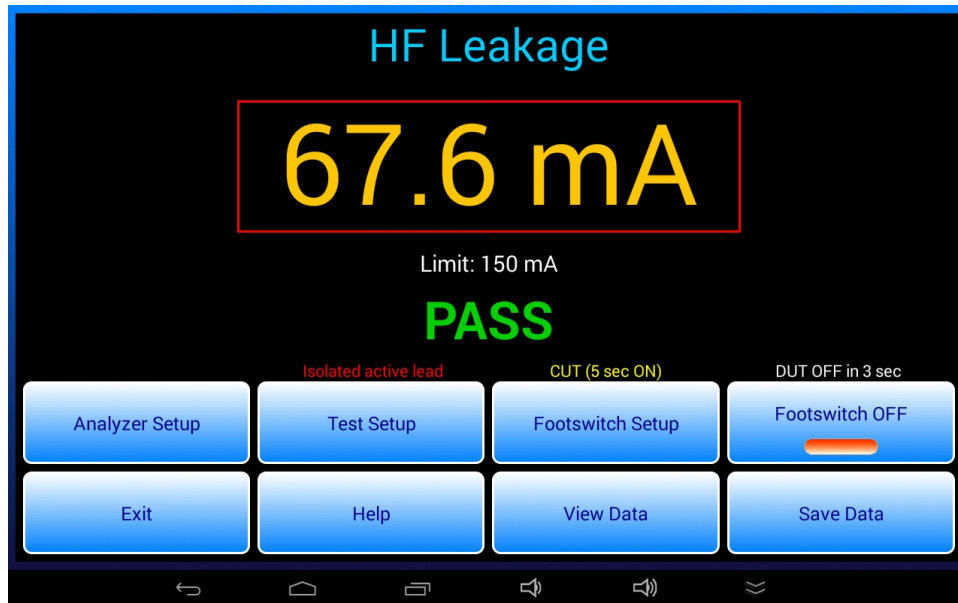 HF Leakage
67.6 mA
Limit: 150 mA
PASS
Isolated active lead
CUT (5 sec ON)
DUT OFF in 3 sec
Analyzer Setup
Test Setup
Footswitch Setup
Footswitch OFF
Exit
Help
View Data
Save Data